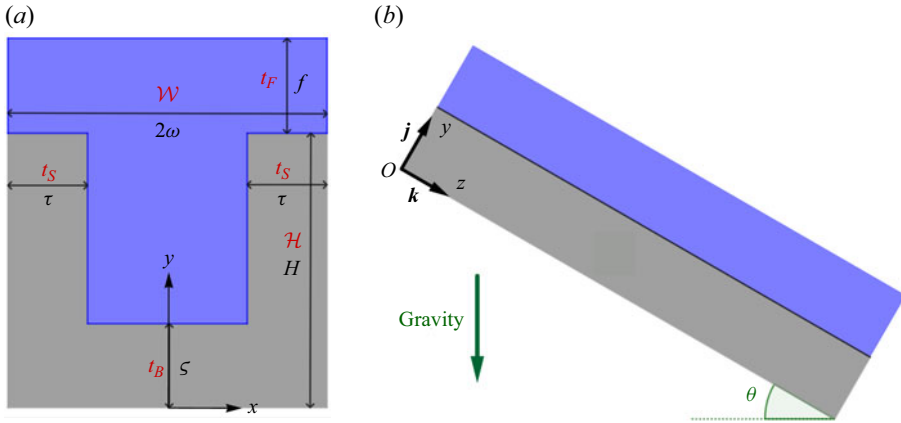 (a)
𝒲
2ω
t_F
f
t_S
τ
t_S
τ
ℋ
H
y
t_B
ς
x
(b)
j
y
O
k
z
Gravity
θ